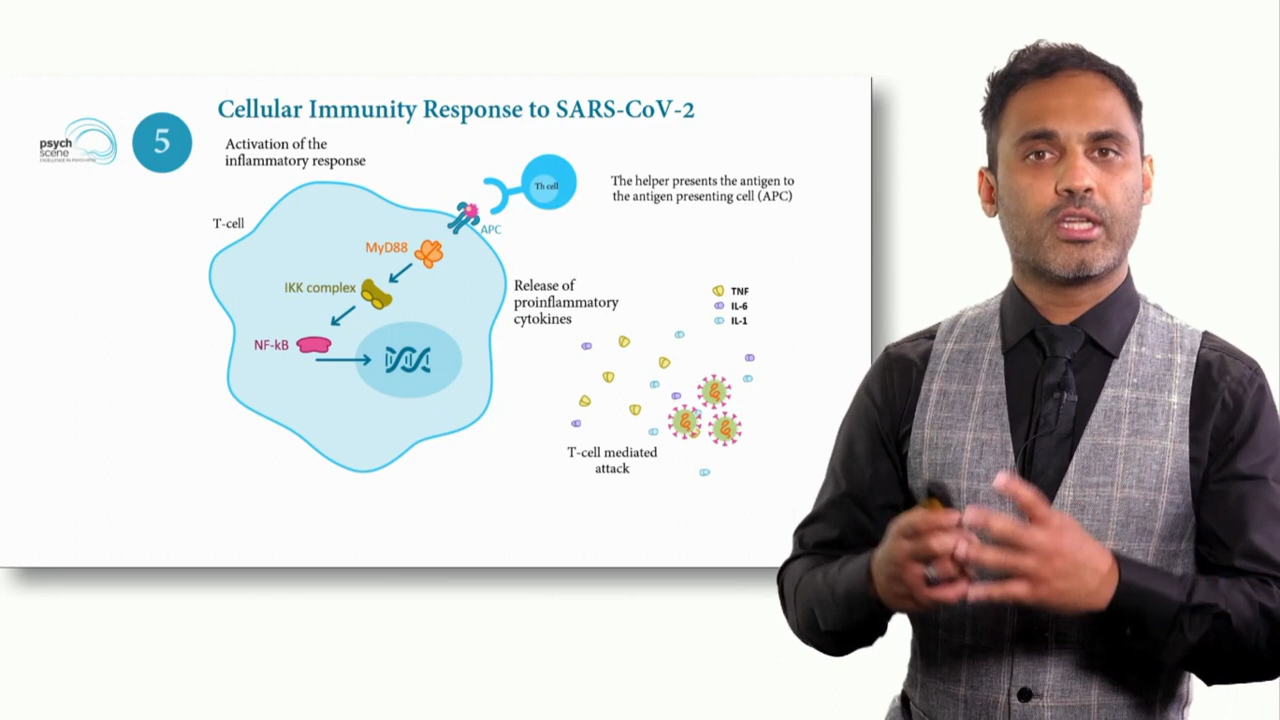 Cellular Immunity Response to SARS-CoV-2
psych
scene
5
Activation of the
inflammatory response
Th cell
The helper presents the antigen to
the antigen presenting cell (APC)
T-cell
APC
MyD88
IKK complex
Release of
proinflammatory
cytokines
TNF
IL-6
IL-1
NF-kB
T-cell mediated
attack